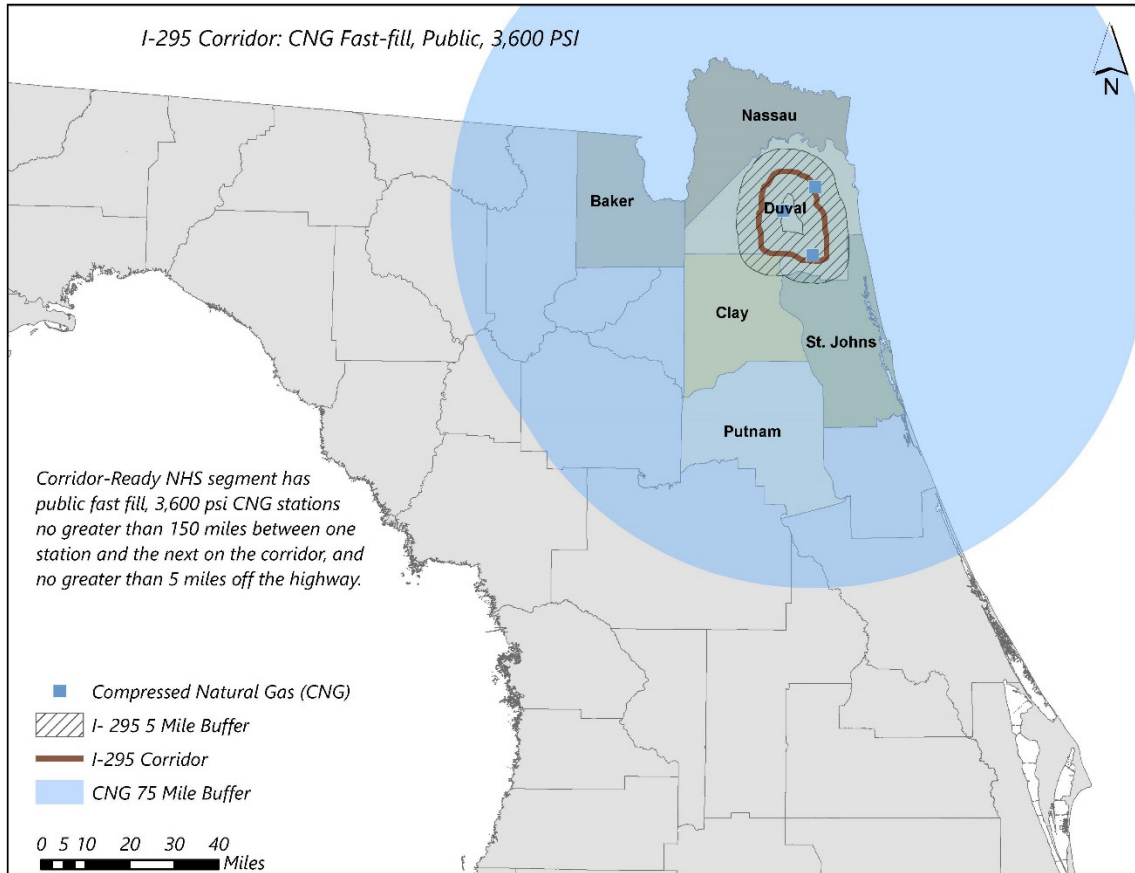 I-295 Corridor: CNG Fast-fill, Public, 3,600 PSI
N
Nassau
Baker
Duval
Clay
St. Johns
Putnam
Corridor-Ready NHS segment has
public fast fill, 3,600 psi CNG stations
no greater than 150 miles between one
station and the next on the corridor, and
no greater than 5 miles off the highway.
Compressed Natural Gas (CNG)
I- 295 5 Mile Buffer
I-295 Corridor
CNG 75 Mile Buffer
0 5 10 20 30 40
Miles